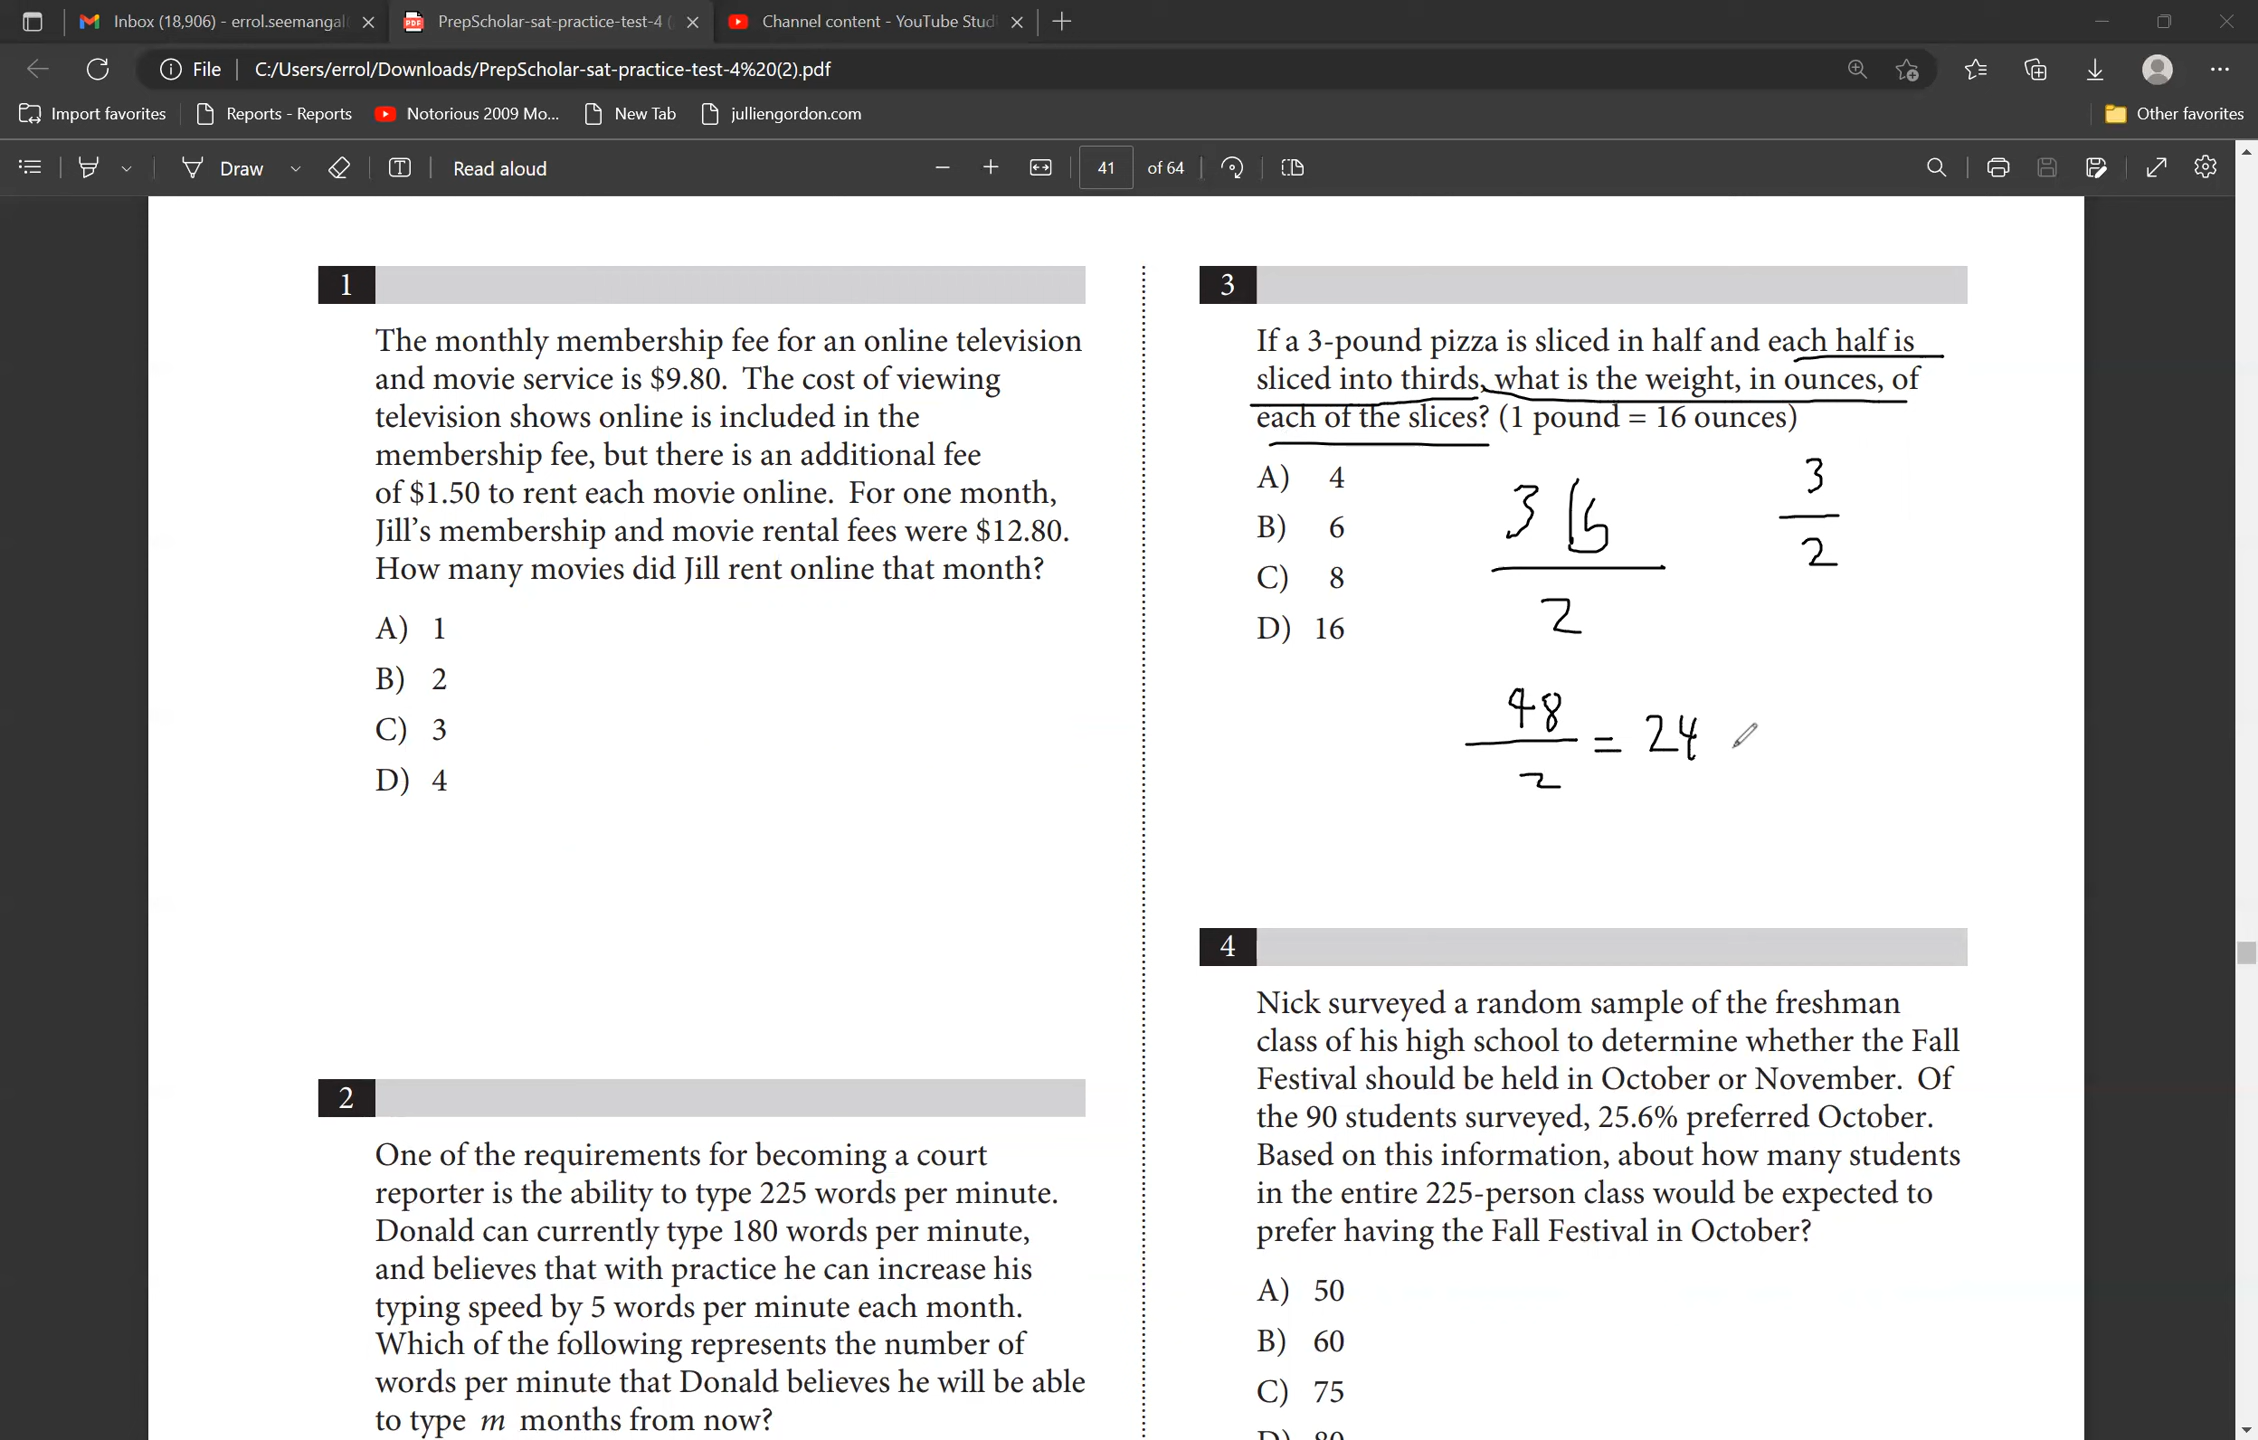 Inbox (18,906) - errol.seemangal
PrepScholar-sat-practice-test-4 (
Channel content - YouTube Stud
File
C:/Users/errol/Downloads/PrepScholar-sat-practice-test-4%20(2).pdf
Import favorites
Reports - Reports
Notorious 2009 Mo...
New Tab
julliengordon.com
Other favorites
Draw
Read aloud
41
of 64
1
The monthly membership fee for an online television
and movie service is $9.80. The cost of viewing
television shows online is included in the
membership fee, but there is an additional fee
of $1.50 to rent each movie online. For one month,
Jill's membership and movie rental fees were $12.80.
How many movies did Jill rent online that month?
A) 1
B) 2
C) 3
D) 4
2
One of the requirements for becoming a court
reporter is the ability to type 225 words per minute.
Donald can currently type 180 words per minute,
and believes that with practice he can increase his
typing speed by 5 words per minute each month.
Which of the following represents the number of
words per minute that Donald believes he will be able
to type m months from now?
3
If a 3-pound pizza is sliced in half and each half is
sliced into thirds, what is the weight, in ounces, of
each of the slices? (1 pound = 16 ounces)
A) 4
B) 6
C) 8
D) 16
3 16
2
3
2
48
2
= 24
4
Nick surveyed a random sample of the freshman
class of his high school to determine whether the Fall
Festival should be held in October or November. Of
the 90 students surveyed, 25.6% preferred October.
Based on this information, about how many students
in the entire 225-person class would be expected to
prefer having the Fall Festival in October?
A) 50
B) 60
C) 75
D) 80